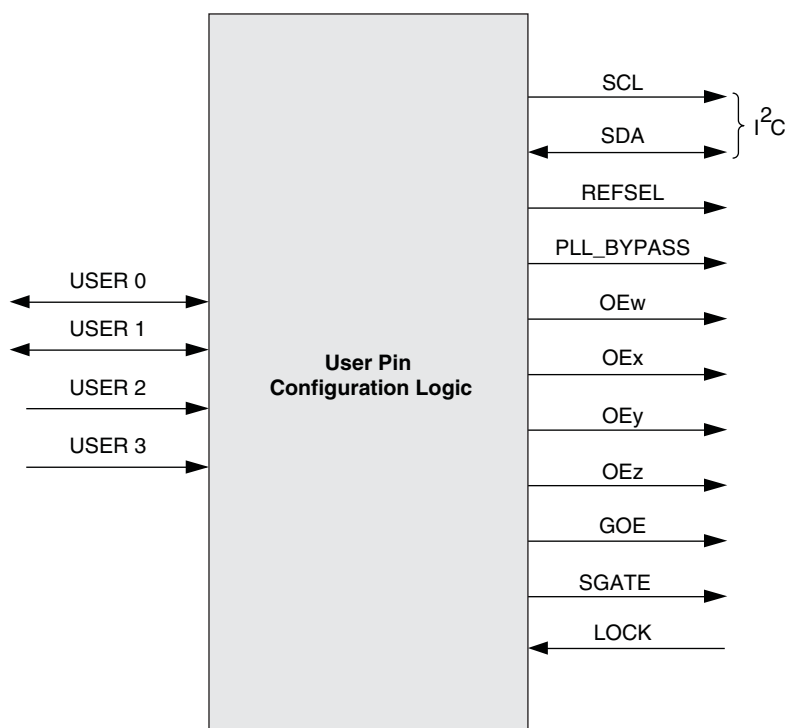 SCL
SDA
I2C
REFSEL
PLL_BYPASS
USER 0
OEw
USER 1
User Pin
Configuration Logic
OEx
USER 2
OEy
USER 3
OEz
GOE
SGATE
LOCK